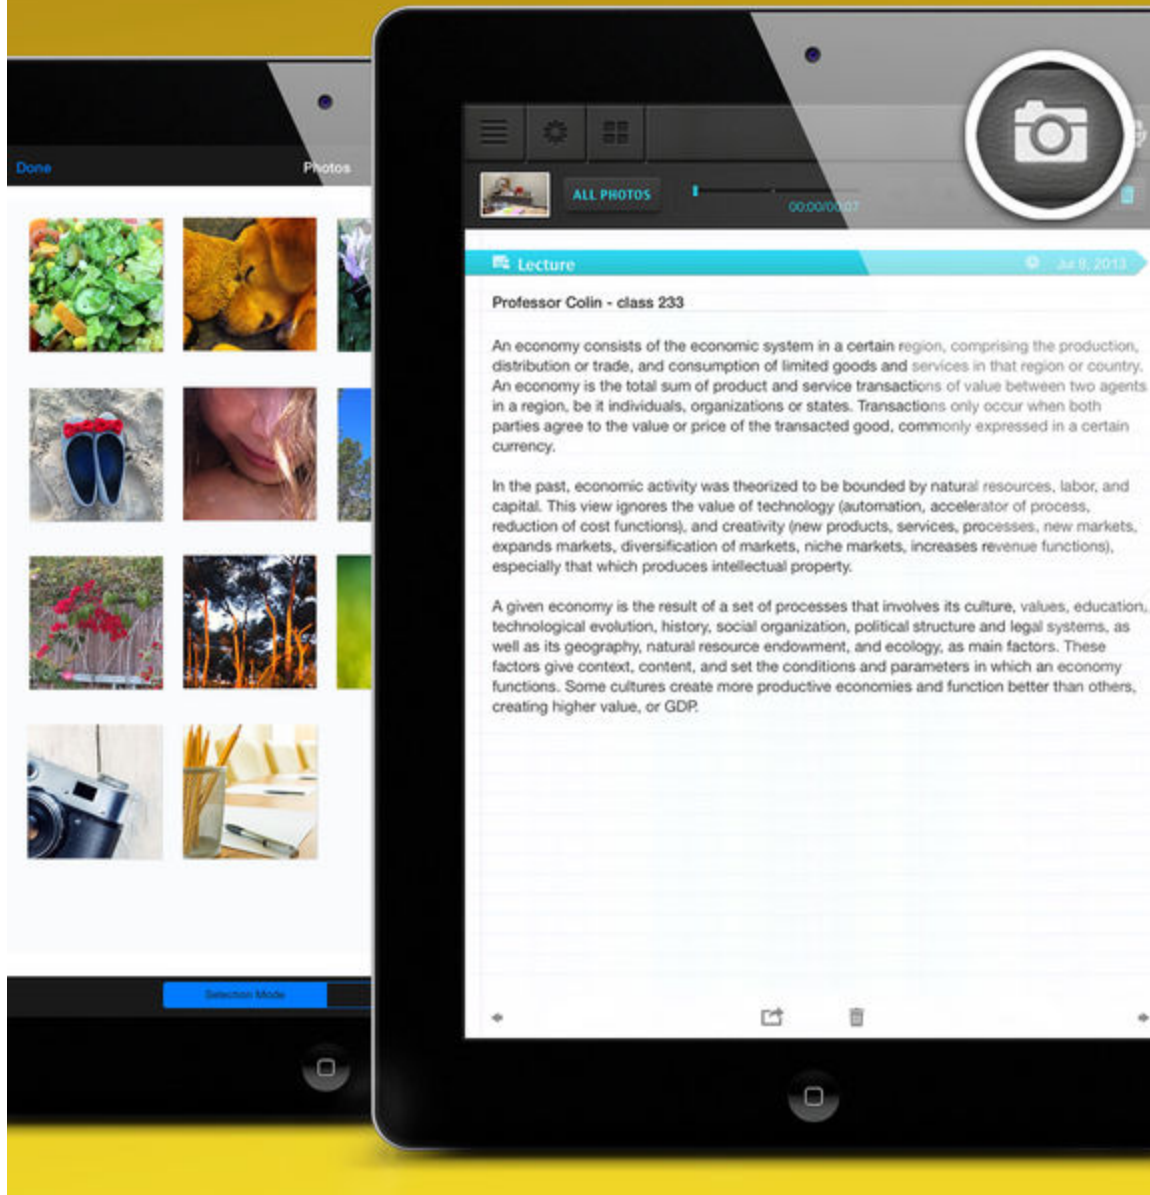 Done
Photos
Selection Mode
ALL PHOTOS
00:00/00:07
Lecture
Jul 8, 2013
Professor Colin - class 233
An economy consists of the economic system in a certain region, comprising the production,
distribution or trade, and consumption of limited goods and services in that region or country.
An economy is the total sum of product and service transactions of value between two agents
in a region, be it individuals, organizations or states. Transactions only occur when both
parties agree to the value or price of the transacted good, commonly expressed in a certain
currency.
In the past, economic activity was theorized to be bounded by natural resources, labor, and
capital. This view ignores the value of technology (automation, accelerator of process,
reduction of cost functions), and creativity (new products, services, processes, new markets,
expands markets, diversification of markets, niche markets, increases revenue functions),
especially that which produces intellectual property.
A given economy is the result of a set of processes that involves its culture, values, education,
technological evolution, history, social organization, political structure and legal systems, as
well as its geography, natural resource endowment, and ecology, as main factors. These
factors give context, content, and set the conditions and parameters in which an economy
functions. Some cultures create more productive economies and function better than others,
creating higher value, or GDP.